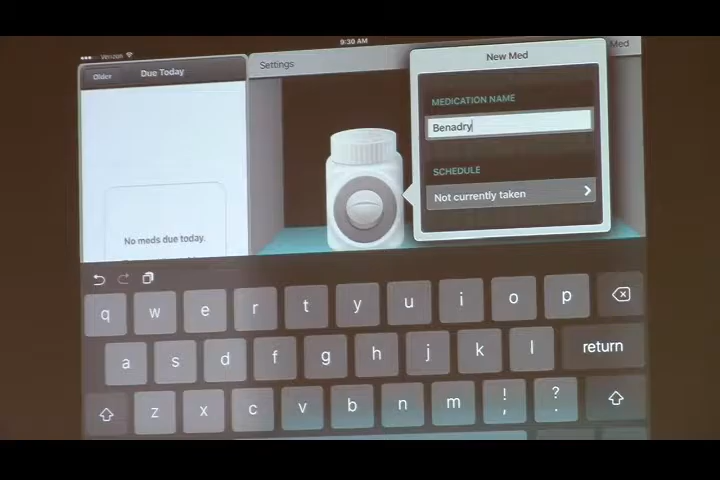 Verizon
9:30 AM
Older
Due Today
Settings
New Med
Med
MEDICATION NAME
Benadry
SCHEDULE
Not currently taken
No meds due today.
q w e r t y u i o p
a s d f g h j k l return
z x c v b n m ! , ? .